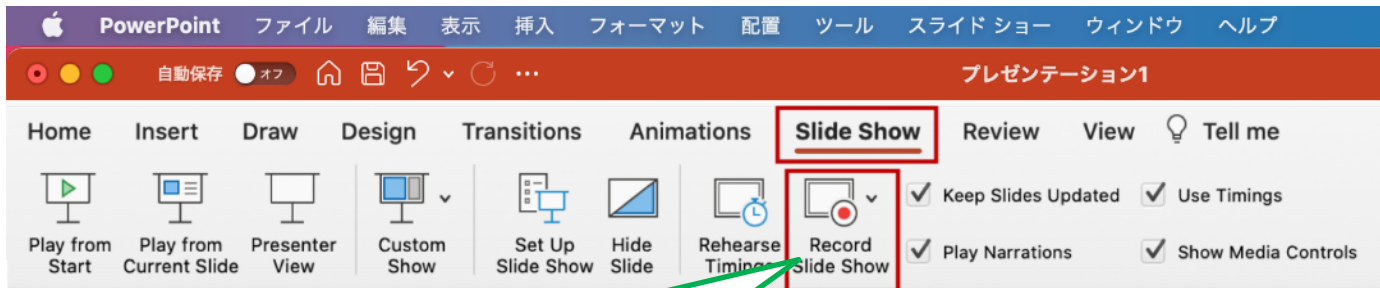 PowerPoint ファイル 編集 表示 挿入 フォーマット 配置 ツール スライド ショー ウィンドウ ヘルプ
自動保存 オフ プレゼンテーション1
Home Insert Draw Design Transitions Animations Slide Show Review View Tell me
Keep Slides Updated Use Timings
Play from Play from Presenter Custom Set Up Hide Rehearse Record
Start Current Slide View Show Slide Show Slide Timings Slide Show
Play Narrations Show Media Controls